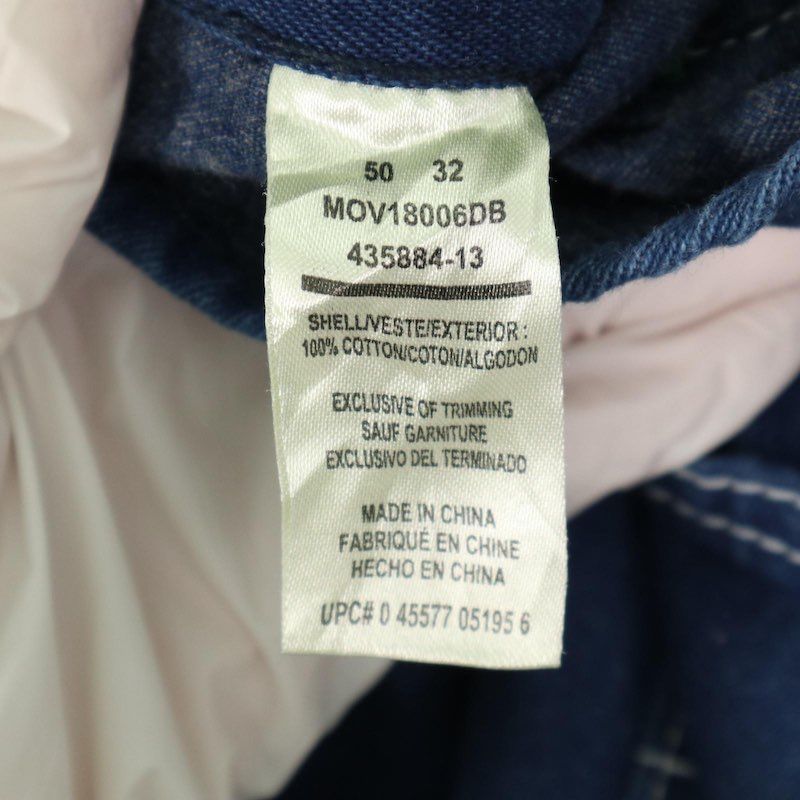 50 32
MOV18006DB
435884-13
SHELL/VESTE/EXTERIOR :
100% COTTON/COTON/ALGODON
EXCLUSIVE OF TRIMMING
SAUF GARNITURE
EXCLUSIVO DEL TERMINADO
MADE IN CHINA
FABRIQUÉ EN CHINE
HECHO EN CHINA
UPC# 0 45577 05195 6